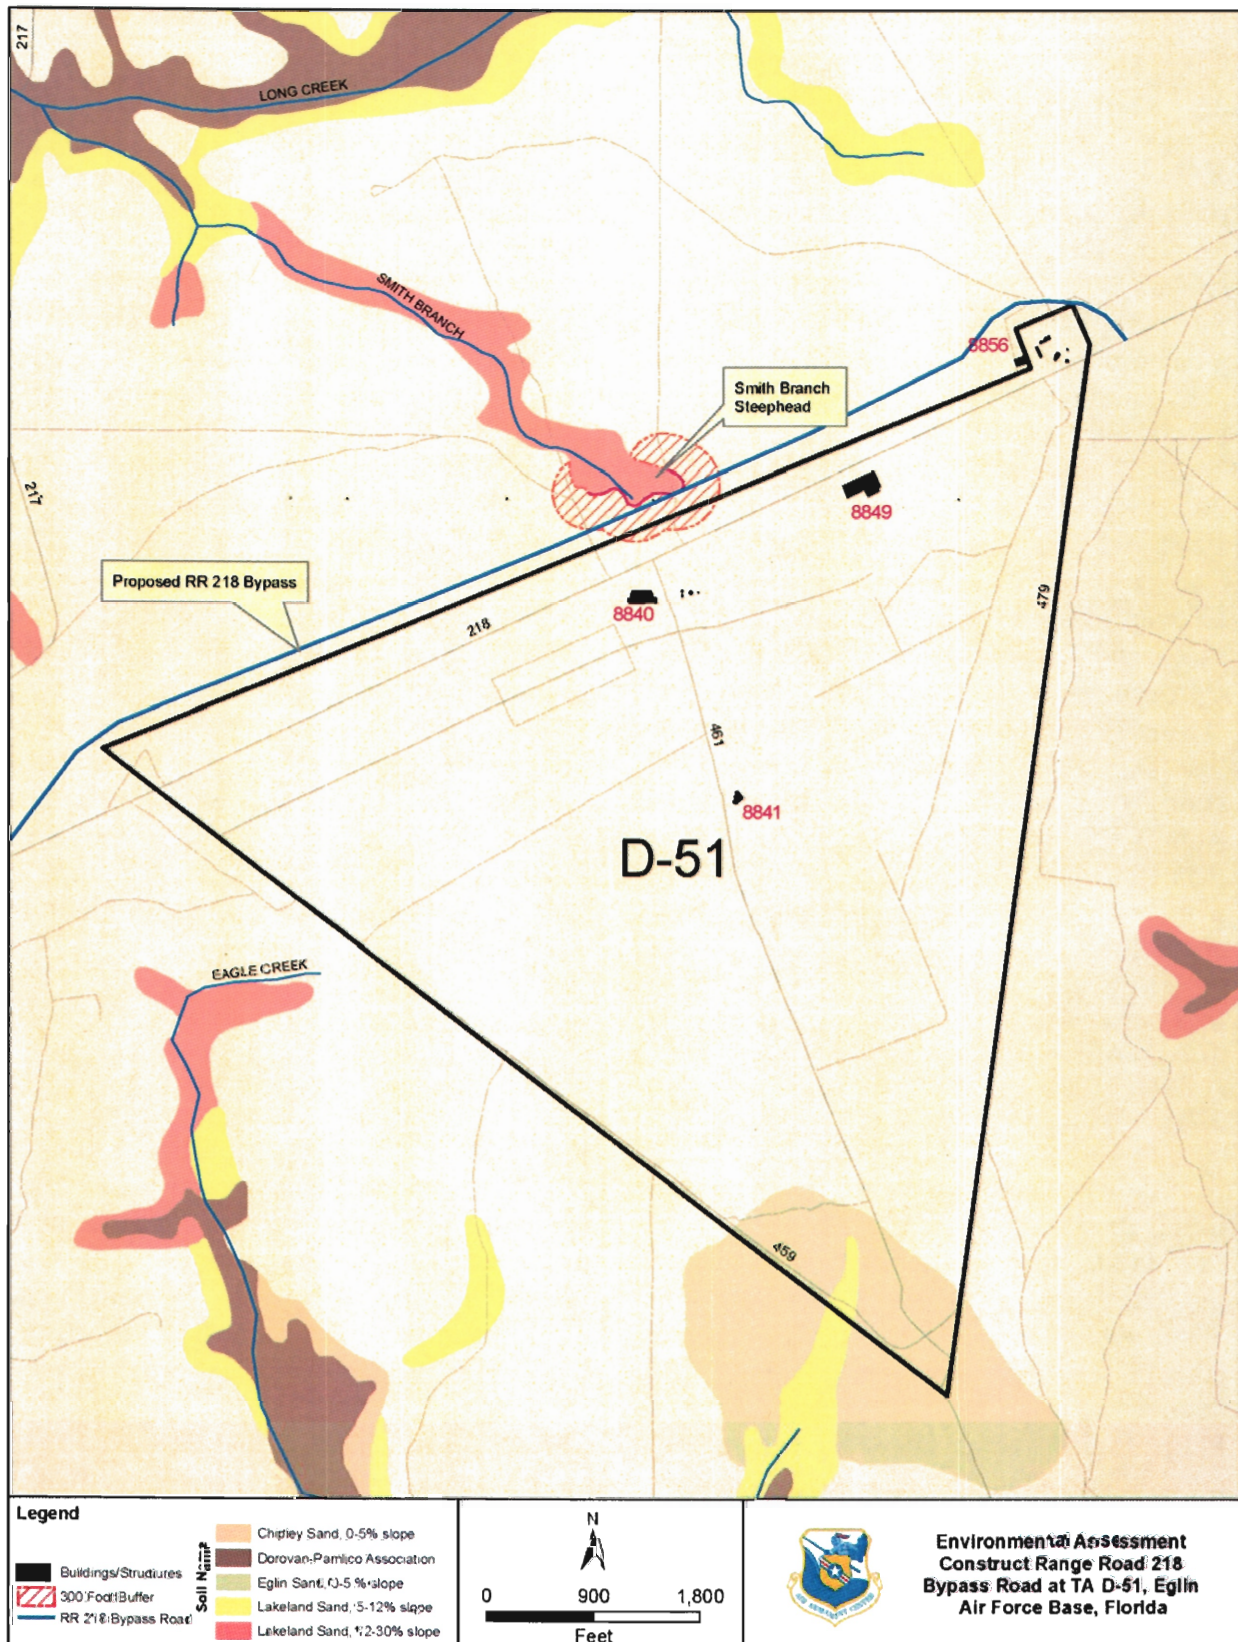 217
LONG CREEK
SMITH BRANCH
8856
Smith Branch
Steephead
217
8849
Proposed RR 218 Bypass
479
8840
218
461
8841
D-51
EAGLE CREEK
459
Legend
Buildings/Structures
300 Foot Buffer
RR 218 Bypass Road
Soil Name
Chipley Sand, 0-5% slope
Dorovan-Pamlico Association
Eglin Sand, 0-5 % slope
Lakeland Sand, 5-12% slope
Lakeland Sand, 12-30% slope
N
0 900 1,800
Feet
AIR ARMAMENT CENTER
Environmental Assessment
Construct Range Road 218
Bypass Road at TA D-51, Eglin
Air Force Base, Florida